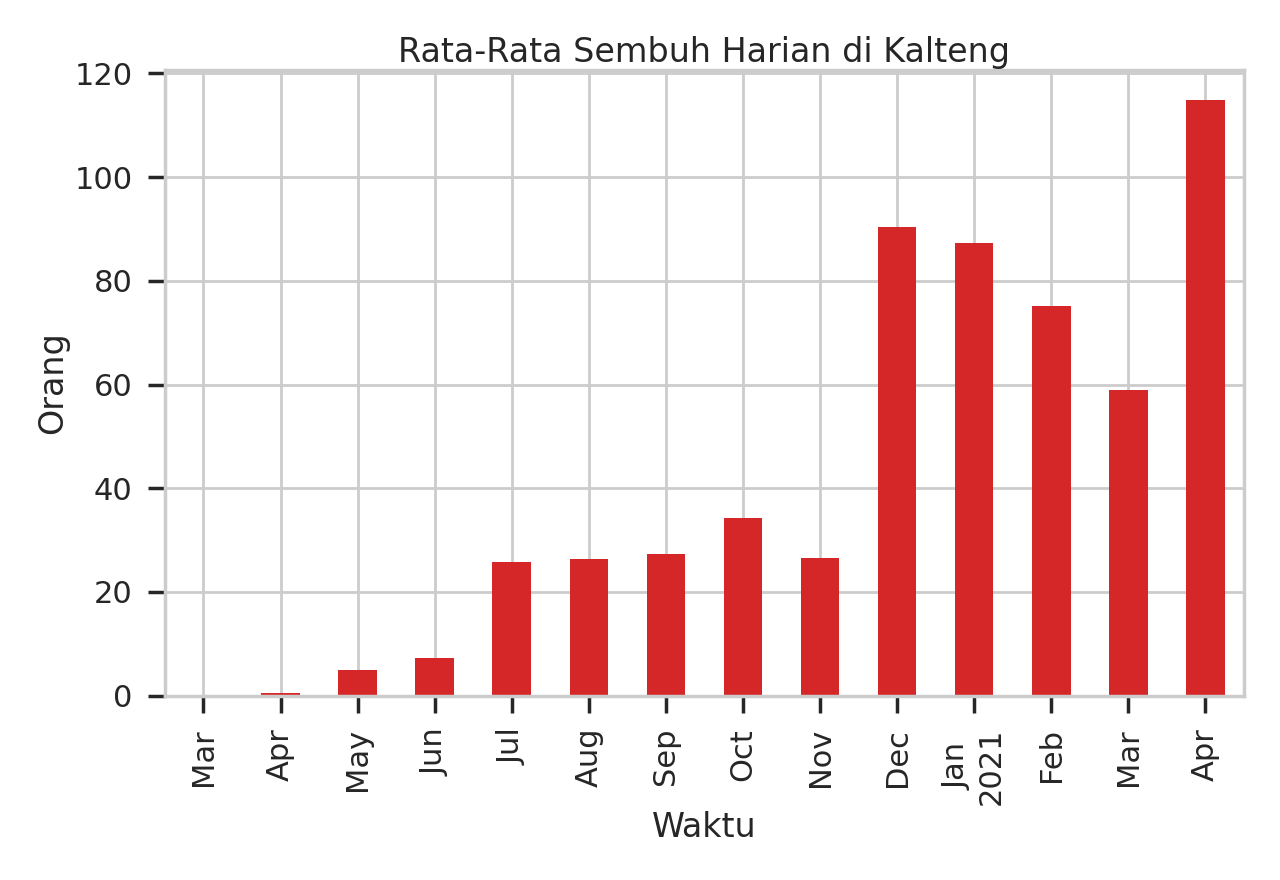 Rata-Rata Sembuh Harian di Kalteng
120
100
80
60
40
20
0
Orang
Mar
Apr
May
Jun
Jul
Aug
Sep
Oct
Nov
Dec
Jan
2021
Feb
Mar
Apr
Waktu